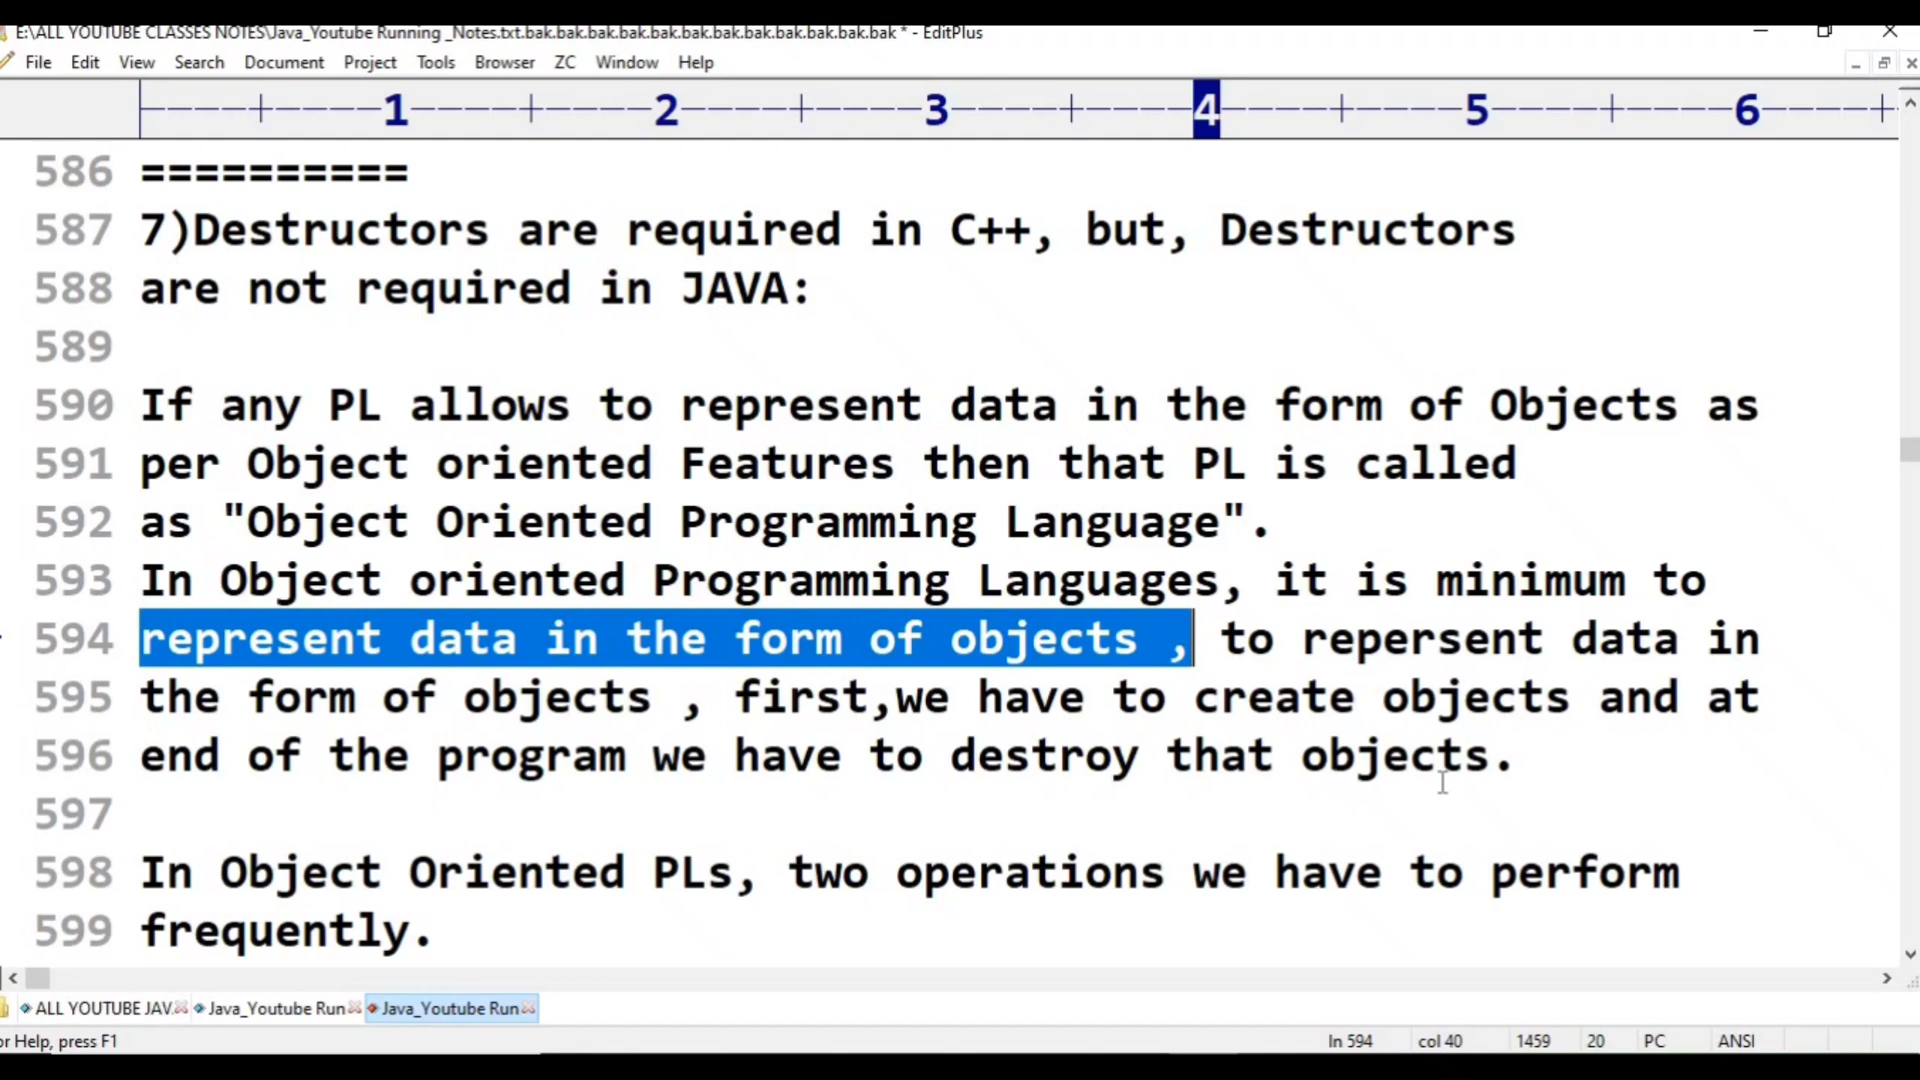 E:\ALL YOUTUBE CLASSES NOTES\Java_Youtube Running _Notes.txt.bak.bak.bak.bak.bak.bak.bak.bak.bak.bak.bak.bak * - EditPlus
File Edit View Search Document Project Tools Browser ZC Window Help
1 2 3 4 5 6
586 ==========
587 7)Destructors are required in C++, but, Destructors
588 are not required in JAVA:
589
590 If any PL allows to represent data in the form of Objects as
591 per Object oriented Features then that PL is called
592 as "Object Oriented Programming Language".
593 In Object oriented Programming Languages, it is minimum to
594 represent data in the form of objects , to repersent data in
595 the form of objects , first,we have to create objects and at
596 end of the program we have to destroy that objects.
597
598 In Object Oriented PLs, two operations we have to perform
599 frequently.
ALL YOUTUBE JAV Java_Youtube Run Java_Youtube Run
or Help, press F1 ln 594 col 40 1459 20 PC ANSI